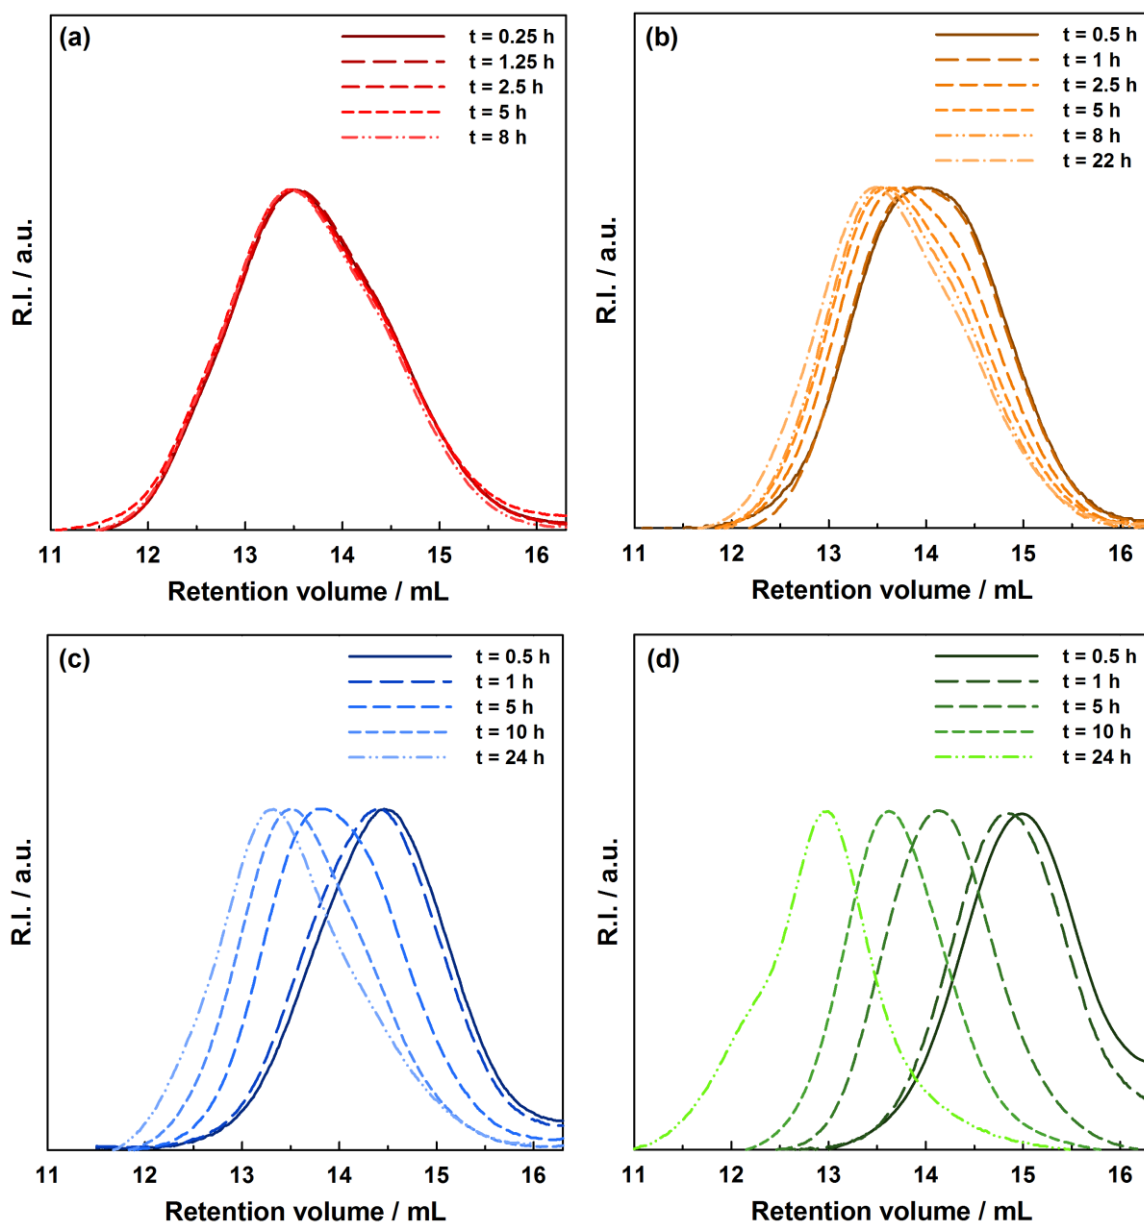 (a)
t = 0.25 h
t = 1.25 h
t = 2.5 h
t = 5 h
t = 8 h
R.I. / a.u.
11 12 13 14 15 16
Retention volume / mL
(b)
t = 0.5 h
t = 1 h
t = 2.5 h
t = 5 h
t = 8 h
t = 22 h
R.I. / a.u.
11 12 13 14 15 16
Retention volume / mL
(c)
t = 0.5 h
t = 1 h
t = 5 h
t = 10 h
t = 24 h
R.I. / a.u.
11 12 13 14 15 16
Retention volume / mL
(d)
t = 0.5 h
t = 1 h
t = 5 h
t = 10 h
t = 24 h
R.I. / a.u.
11 12 13 14 15 16
Retention volume / mL